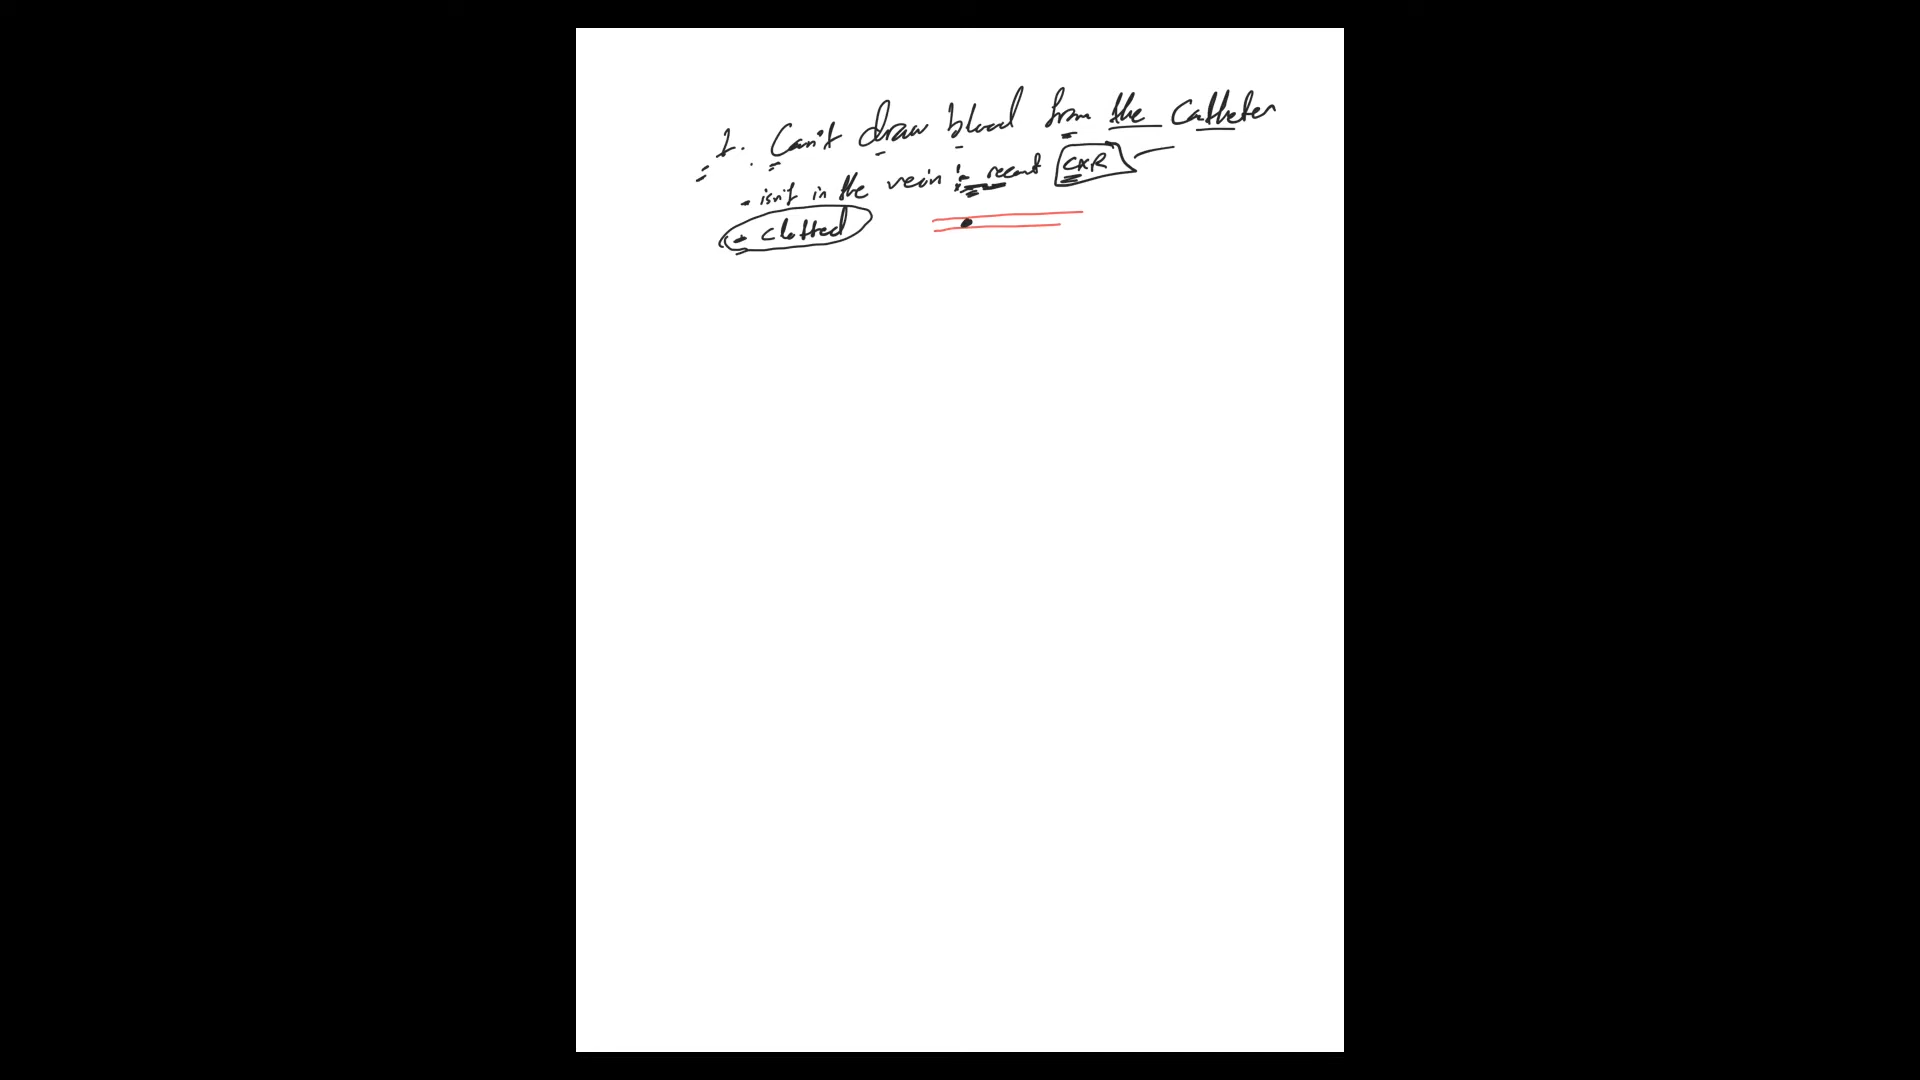 1. Can't draw blood from the Catheter
- isn't in the vein : recent CXR
- clotted